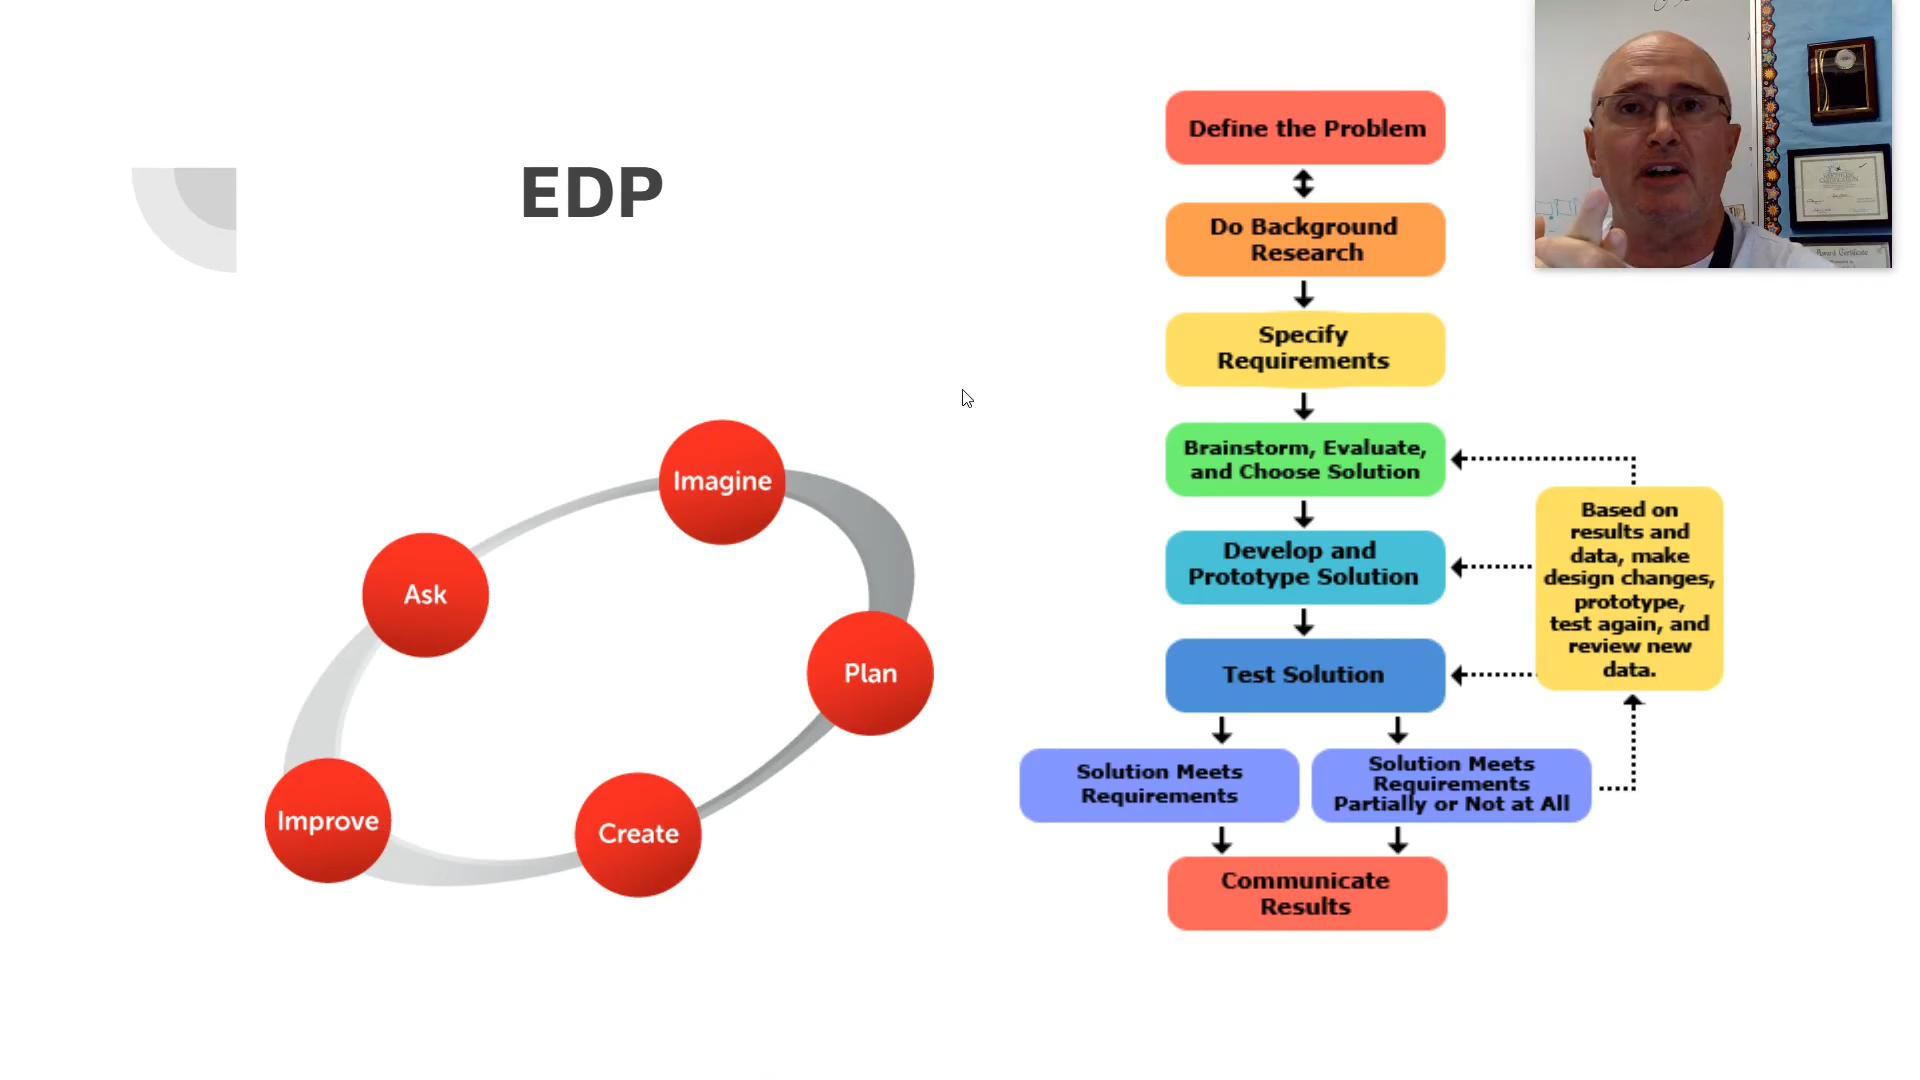 EDP
Imagine
Ask
Plan
Improve
Create
Define the Problem
Do Background
Research
Specify
Requirements
Brainstorm, Evaluate,
and Choose Solution
Develop and
Prototype Solution
Test Solution
Based on
results and
data, make
design changes,
prototype,
test again, and
review new
data.
Solution Meets
Requirements
Solution Meets
Requirements
Partially or Not at All
Communicate
Results
Award Certificate